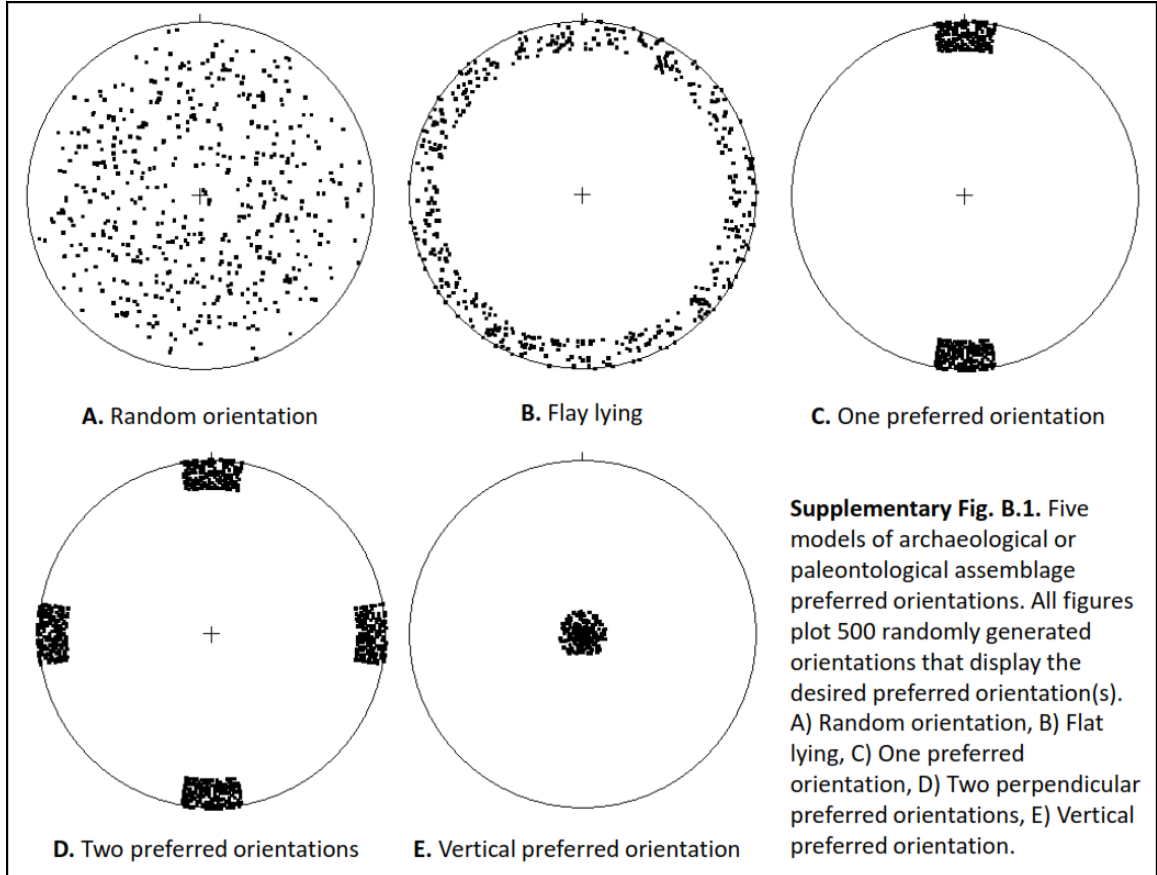 A. Random orientation
B. Flay lying
C. One preferred orientation
D. Two preferred orientations
E. Vertical preferred orientation
Supplementary Fig. B.1. Five
models of archaeological or
paleontological assemblage
preferred orientations. All figures
plot 500 randomly generated
orientations that display the
desired preferred orientation(s).
A) Random orientation, B) Flat
lying, C) One preferred
orientation, D) Two perpendicular
preferred orientations, E) Vertical
preferred orientation.